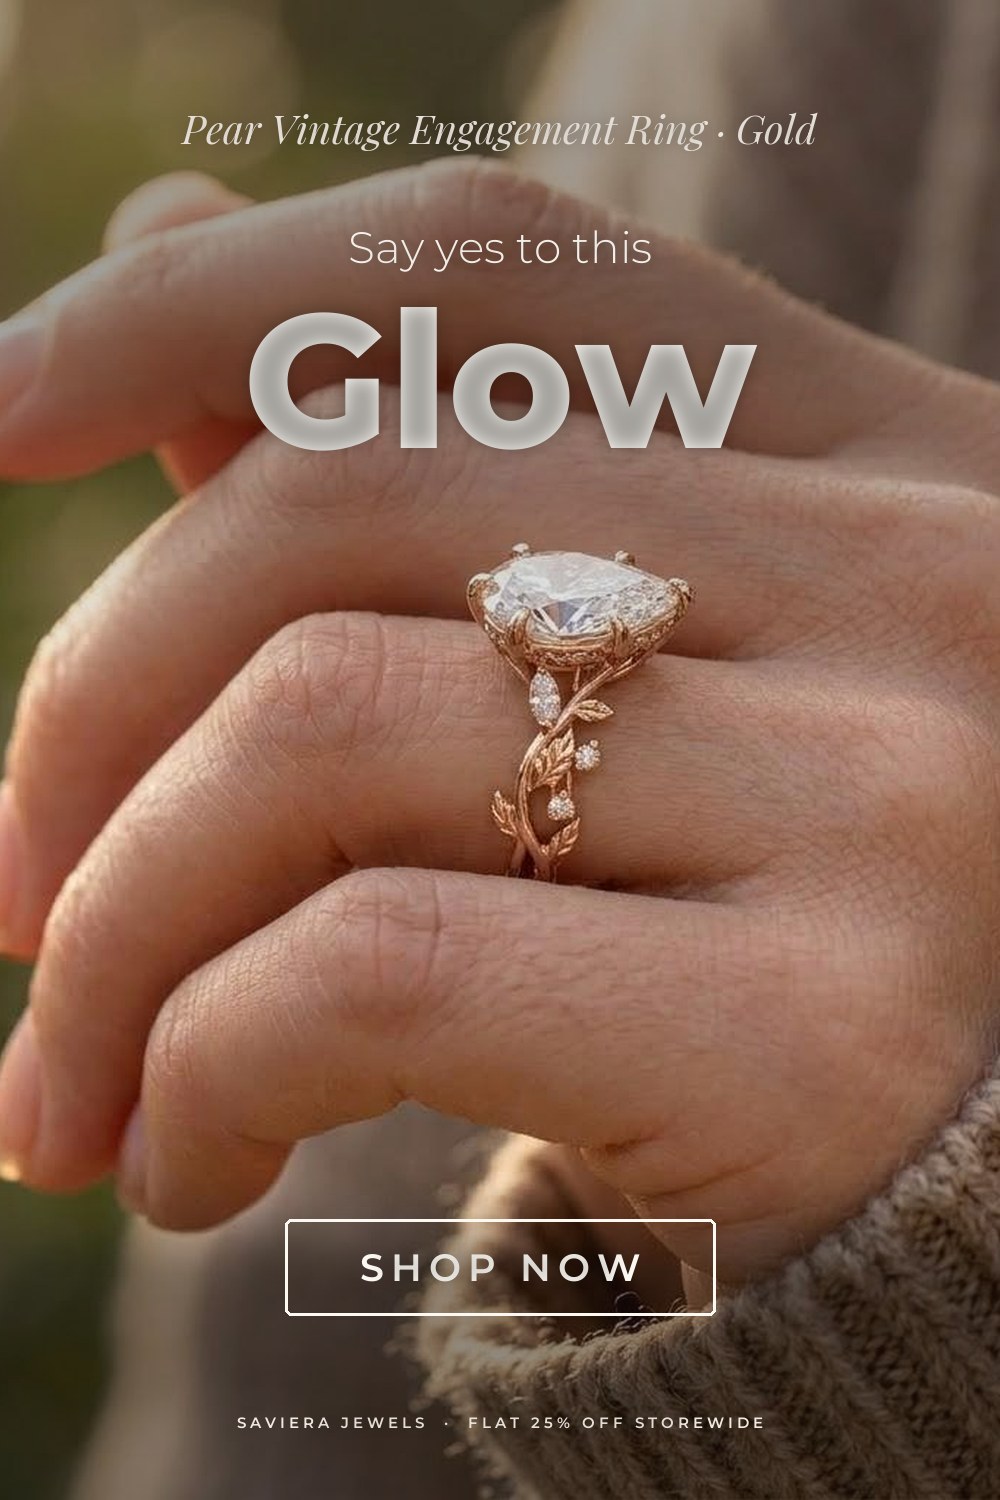 Pear Vintage Engagement Ring · Gold
Say yes to this
Glow
SHOP NOW
SAVIERA JEWELS · FLAT 25% OFF STOREWIDE